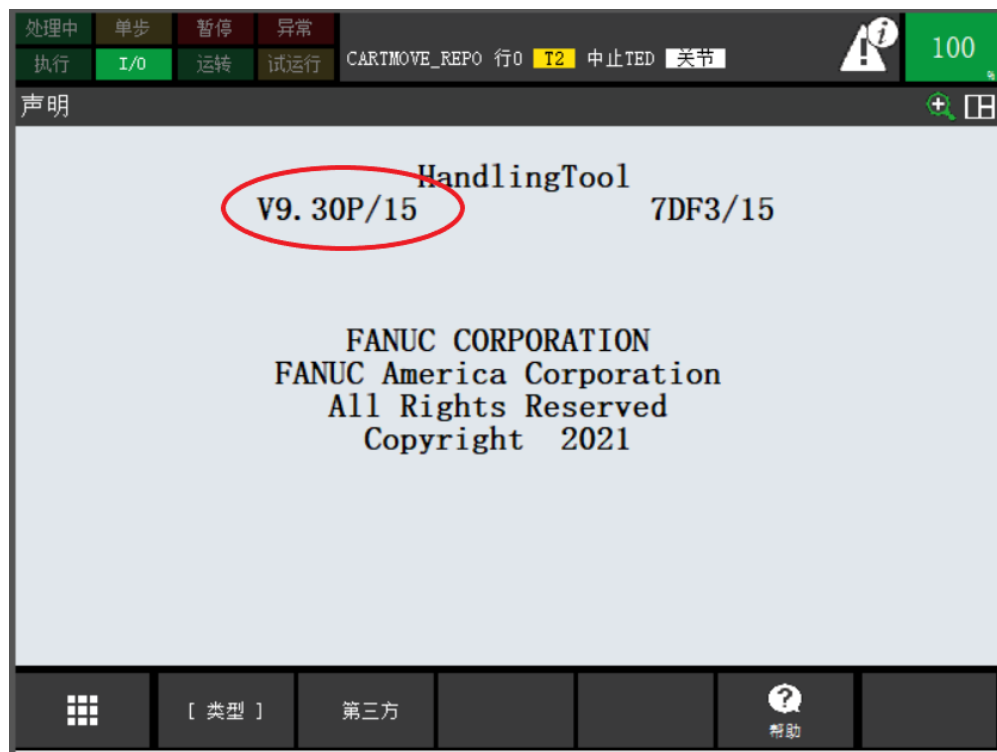 处理中 单步 暂停 异常
执行 I/O 运转 试运行 CARTMOVE_REPO 行0 T2 中止TED 关节 100 %
声明
HandlingTool
V9.30P/15 7DF3/15
FANUC CORPORATION
FANUC America Corporation
All Rights Reserved
Copyright 2021
[ 类型 ] 第三方 帮助